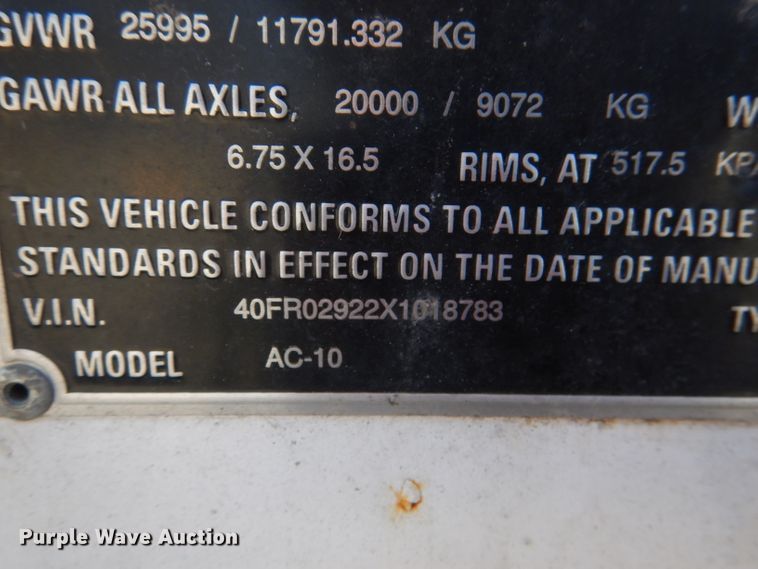 GVWR 25995 / 11791.332 KG
GAWR ALL AXLES, 20000 / 9072 KG W
6.75 X 16.5 RIMS, AT 517.5 KPA
THIS VEHICLE CONFORMS TO ALL APPLICABLE
STANDARDS IN EFFECT ON THE DATE OF MANU
V.I.N. 40FR02922X1018783 TY
MODEL AC-10
Purple Wave Auction